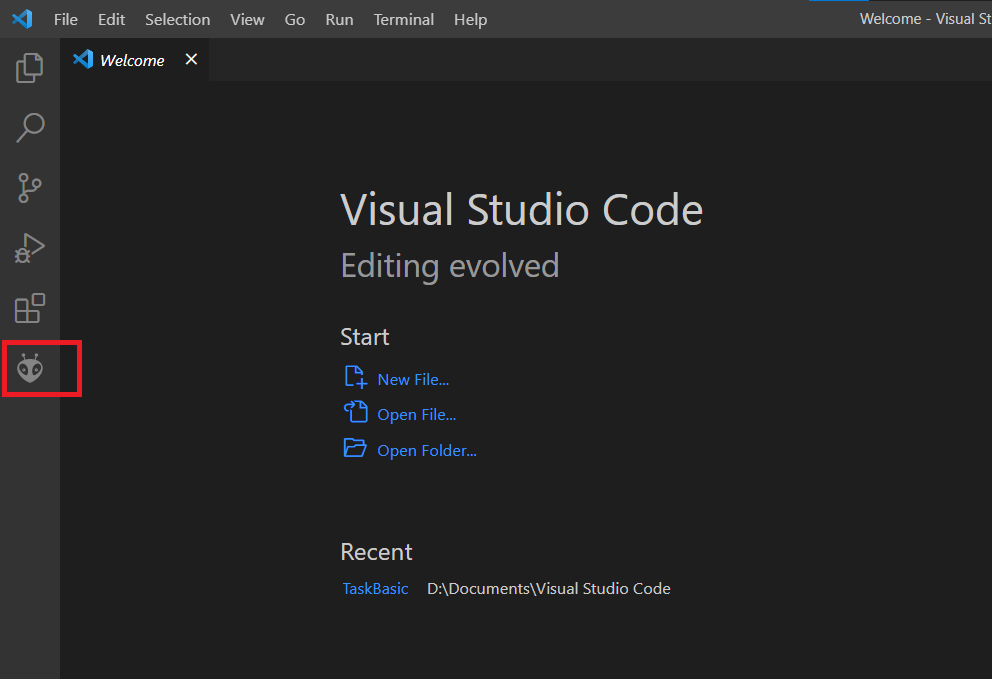 File Edit Selection View Go Run Terminal Help Welcome - Visual St
Welcome
Visual Studio Code
Editing evolved
Start
New File...
Open File...
Open Folder...
Recent
TaskBasic D:\Documents\Visual Studio Code